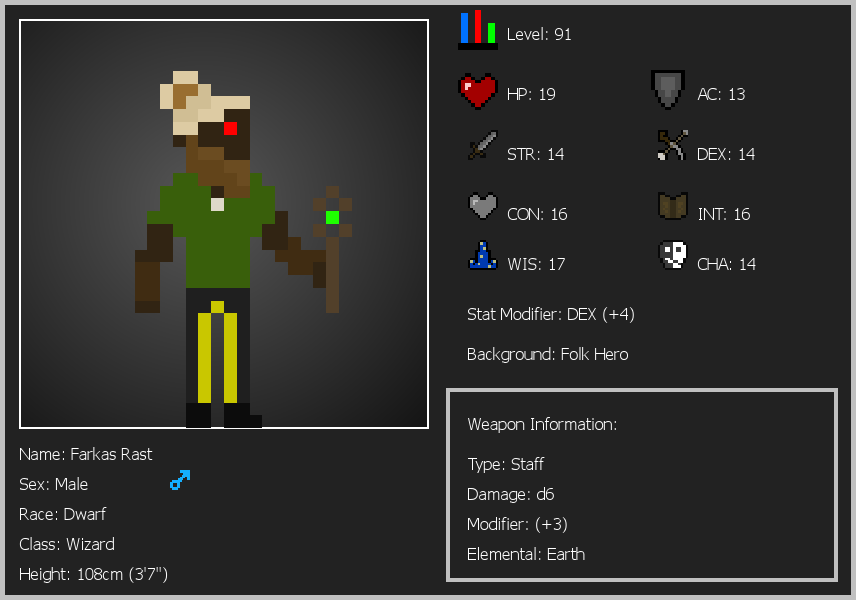 Level: 91
HP: 19
AC: 13
STR: 14
DEX: 14
CON: 16
INT: 16
WIS: 17
CHA: 14
Stat Modifier: DEX (+4)
Background: Folk Hero
Weapon Information:
Type: Staff
Damage: d6
Modifier: (+3)
Elemental: Earth
Name: Farkas Rast
Sex: Male
Race: Dwarf
Class: Wizard
Height: 108cm (3'7")